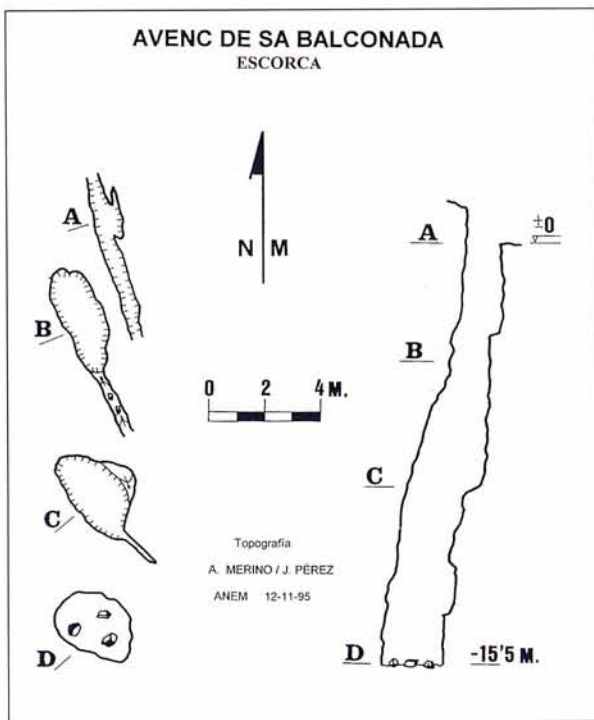 AVENC DE SA BALCONADA
ESCORCA
A
B
C
D
N M
0 2 4 M.
Topografía
A. MERINO / J. PÉREZ
ANEM 12-11-95
A
±0
B
C
D
-15'5 M.